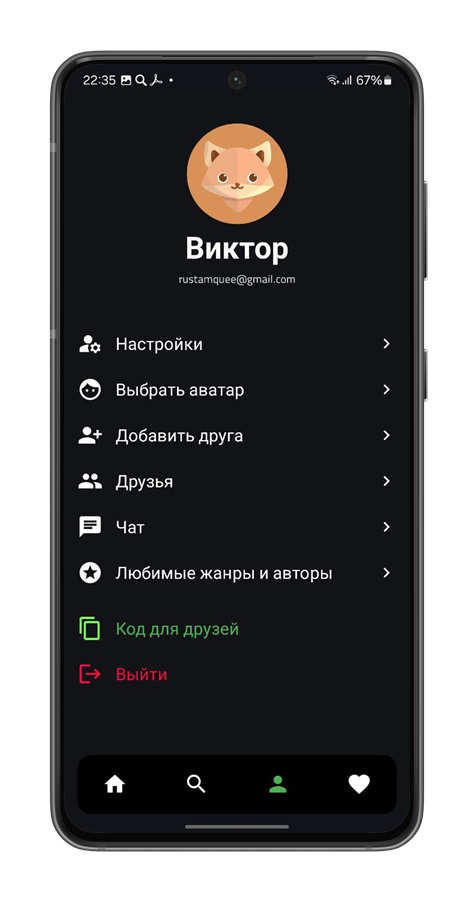 22:35 67%
Виктор
rustamquee@gmail.com
Настройки
Выбрать аватар
Добавить друга
Друзья
Чат
Любимые жанры и авторы
Код для друзей
Выйти